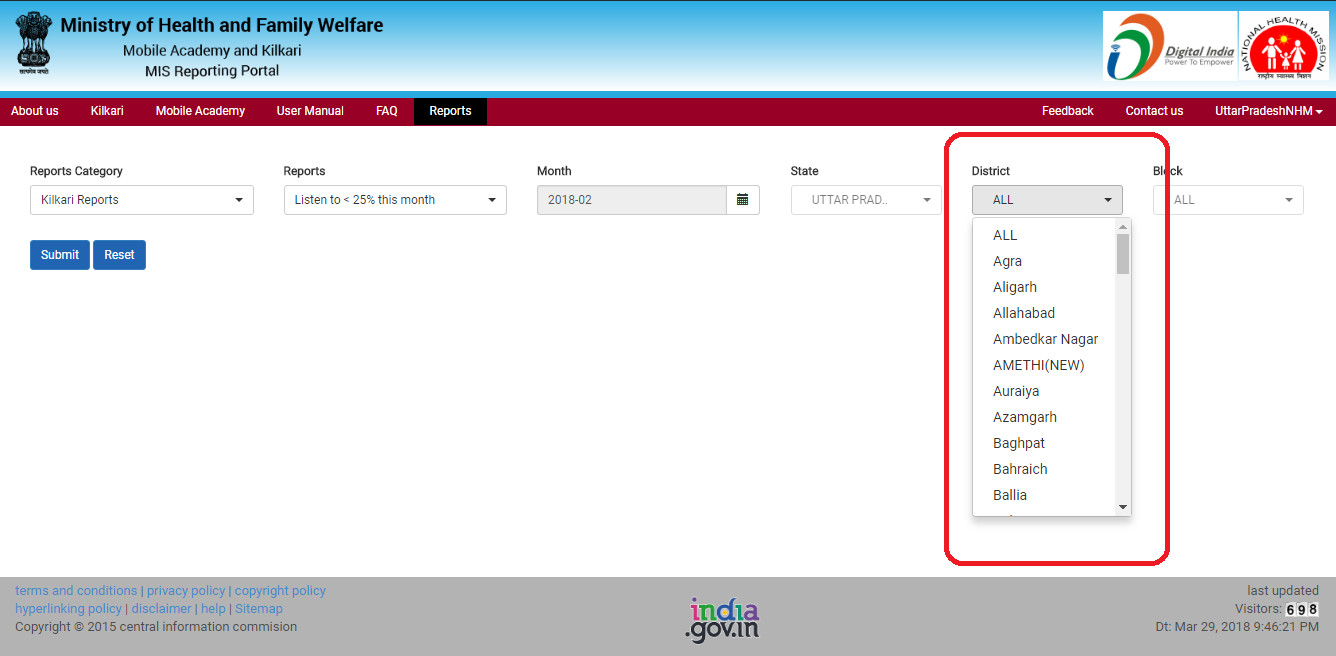 Ministry of Health and Family Welfare
Mobile Academy and Kilkari
MIS Reporting Portal
सत्यमेव जयते
Digital India
Power To Empower
NATIONAL HEALTH MISSION
राष्ट्रीय स्वास्थ्य मिशन
About us
Kilkari
Mobile Academy
User Manual
FAQ
Reports
Feedback
Contact us
UttarPradeshNHM
Reports Category
Reports
Month
State
District
Block
Kilkari Reports
Listen to < 25% this month
2018-02
UTTAR PRAD..
ALL
ALL
Submit
Reset
ALL
Agra
Aligarh
Allahabad
Ambedkar Nagar
AMETHI(NEW)
Auraiya
Azamgarh
Baghpat
Bahraich
Ballia
terms and conditions | privacy policy | copyright policy
hyperlinking policy | disclaimer | help | Sitemap
Copyright © 2015 central information commision
india
.gov.in
last updated
Visitors: 698
Dt: Mar 29, 2018 9:46:21 PM